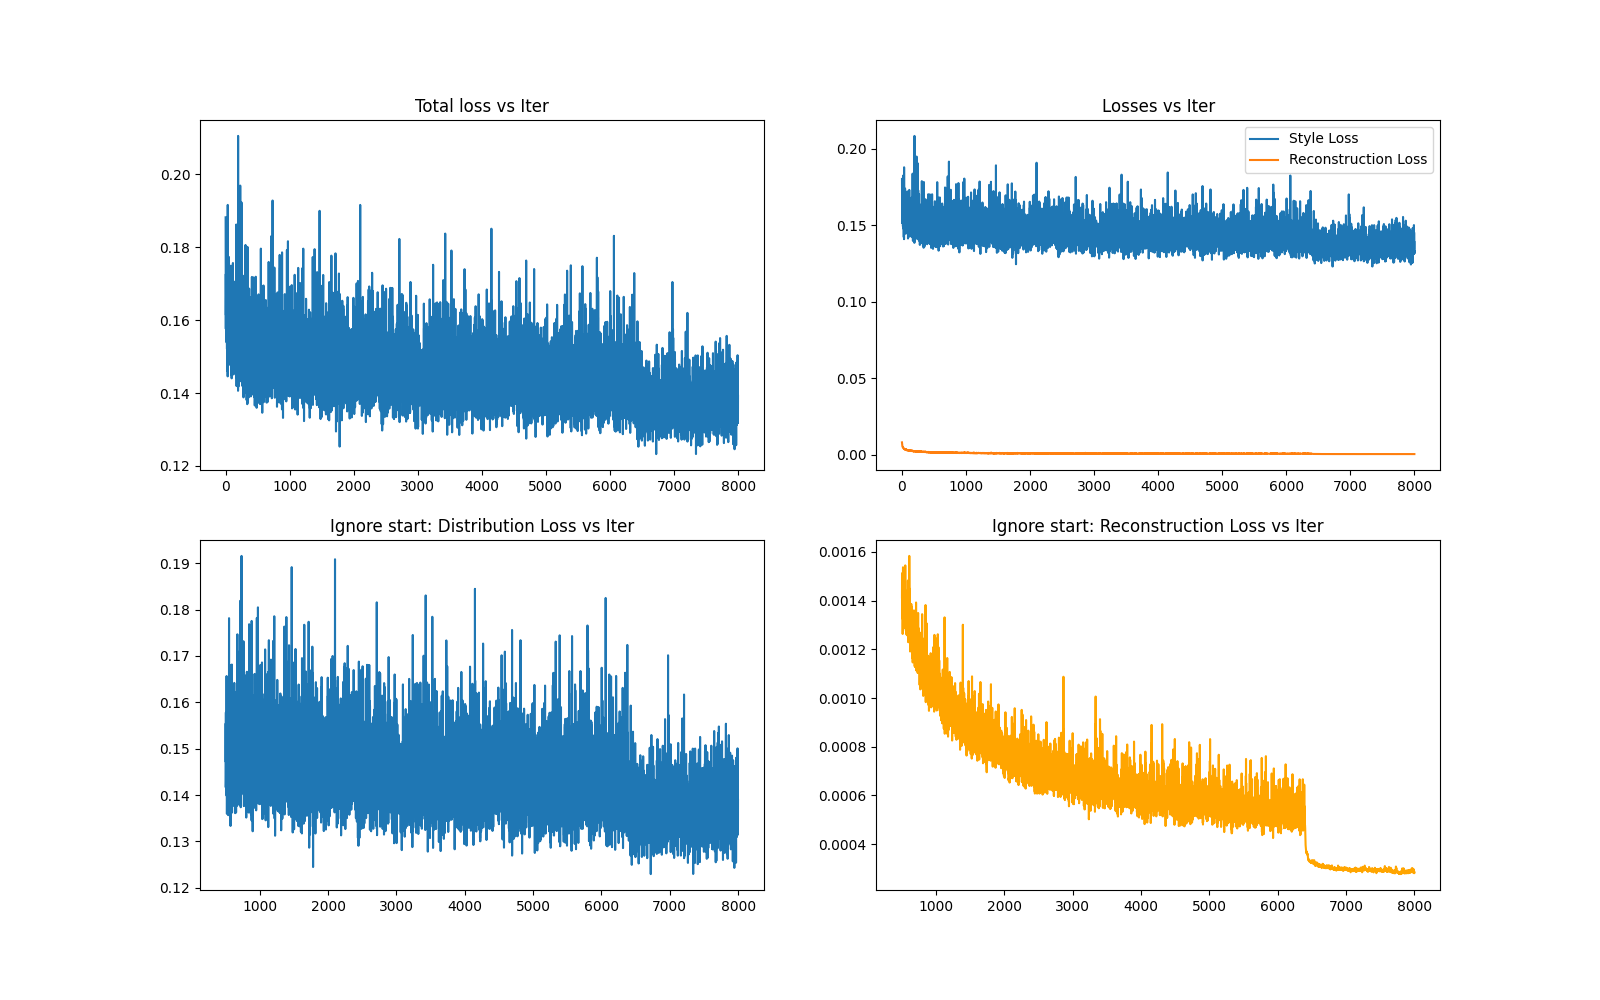 Total loss vs Iter
0.20
0.18
0.16
0.14
0.12
0 1000 2000 3000 4000 5000 6000 7000 8000
Losses vs Iter
Style Loss
Reconstruction Loss
0.20
0.15
0.10
0.05
0.00
0 1000 2000 3000 4000 5000 6000 7000 8000
Ignore start: Distribution Loss vs Iter
0.19
0.18
0.17
0.16
0.15
0.14
0.13
0.12
1000 2000 3000 4000 5000 6000 7000 8000
Ignore start: Reconstruction Loss vs Iter
0.0016
0.0014
0.0012
0.0010
0.0008
0.0006
0.0004
1000 2000 3000 4000 5000 6000 7000 8000